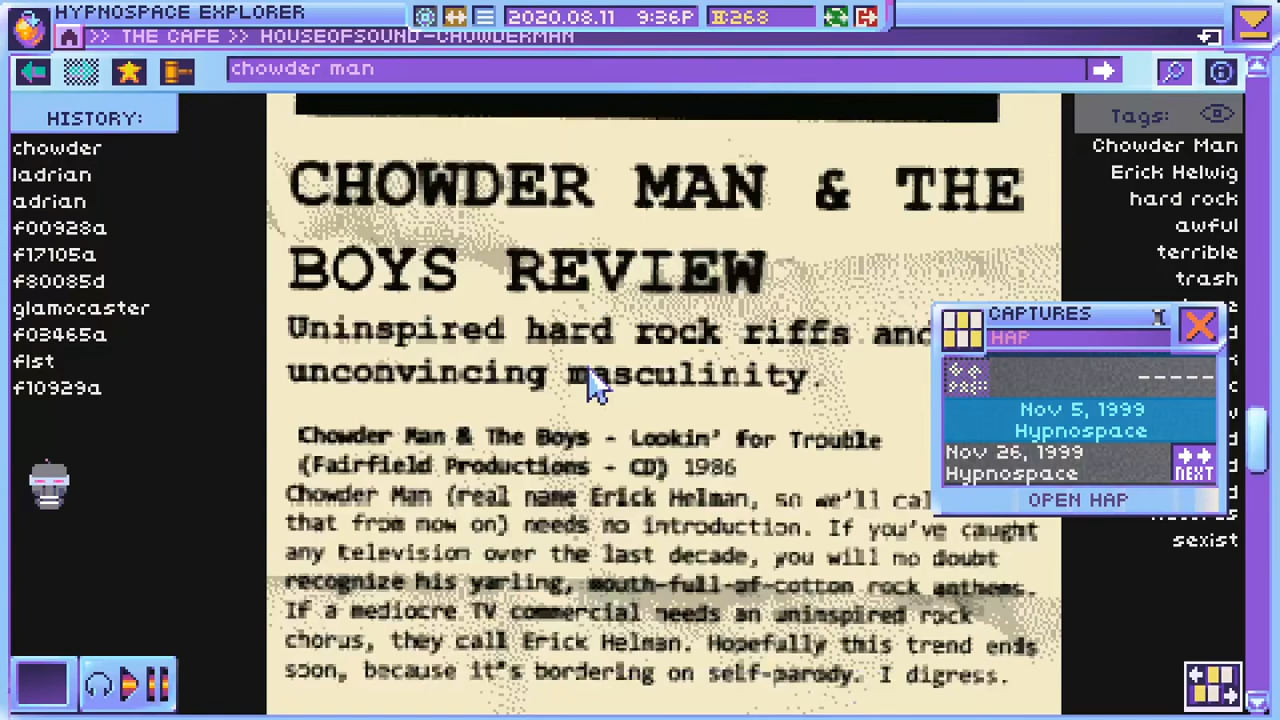 HYPNOSPACE EXPLORER
2020.08.11 9:36P
268
>> THE CAFE >> HOUSEOFSOUND-CHOWDERMAN
chowder man
HISTORY:
chowder
ladrian
adrian
f00928a
f17105a
f80085d
glamocaster
f03465a
flst
f10929a
CHOWDER MAN & THE
BOYS REVIEW
Uninspired hard rock riffs and
unconvincing masculinity.
Chowder Man & The Boys - Lookin' for Trouble
(Fairfield Productions - CD) 1986
Chowder Man (real name Erick Helman, so we'll
that from now on) needs no introduction. If you've caught
any television over the last decade, you will no doubt
recognize his yarling, mouth-full-of-cotton rock anthems.
If a mediocre TV commercial needs an uninspired rock
chorus, they call Erick Helman. Hopefully this trend ends
soon, because it's bordering on self-parody. I digress.
Tags:
Chowder Man
Erick Helwig
hard rock
awful
terrible
trash
sexist
CAPTURES
HAP
-----
Nov 5, 1999
Hypnospace
Nov 26, 1999
Hypnospace
NEXT
OPEN HAP